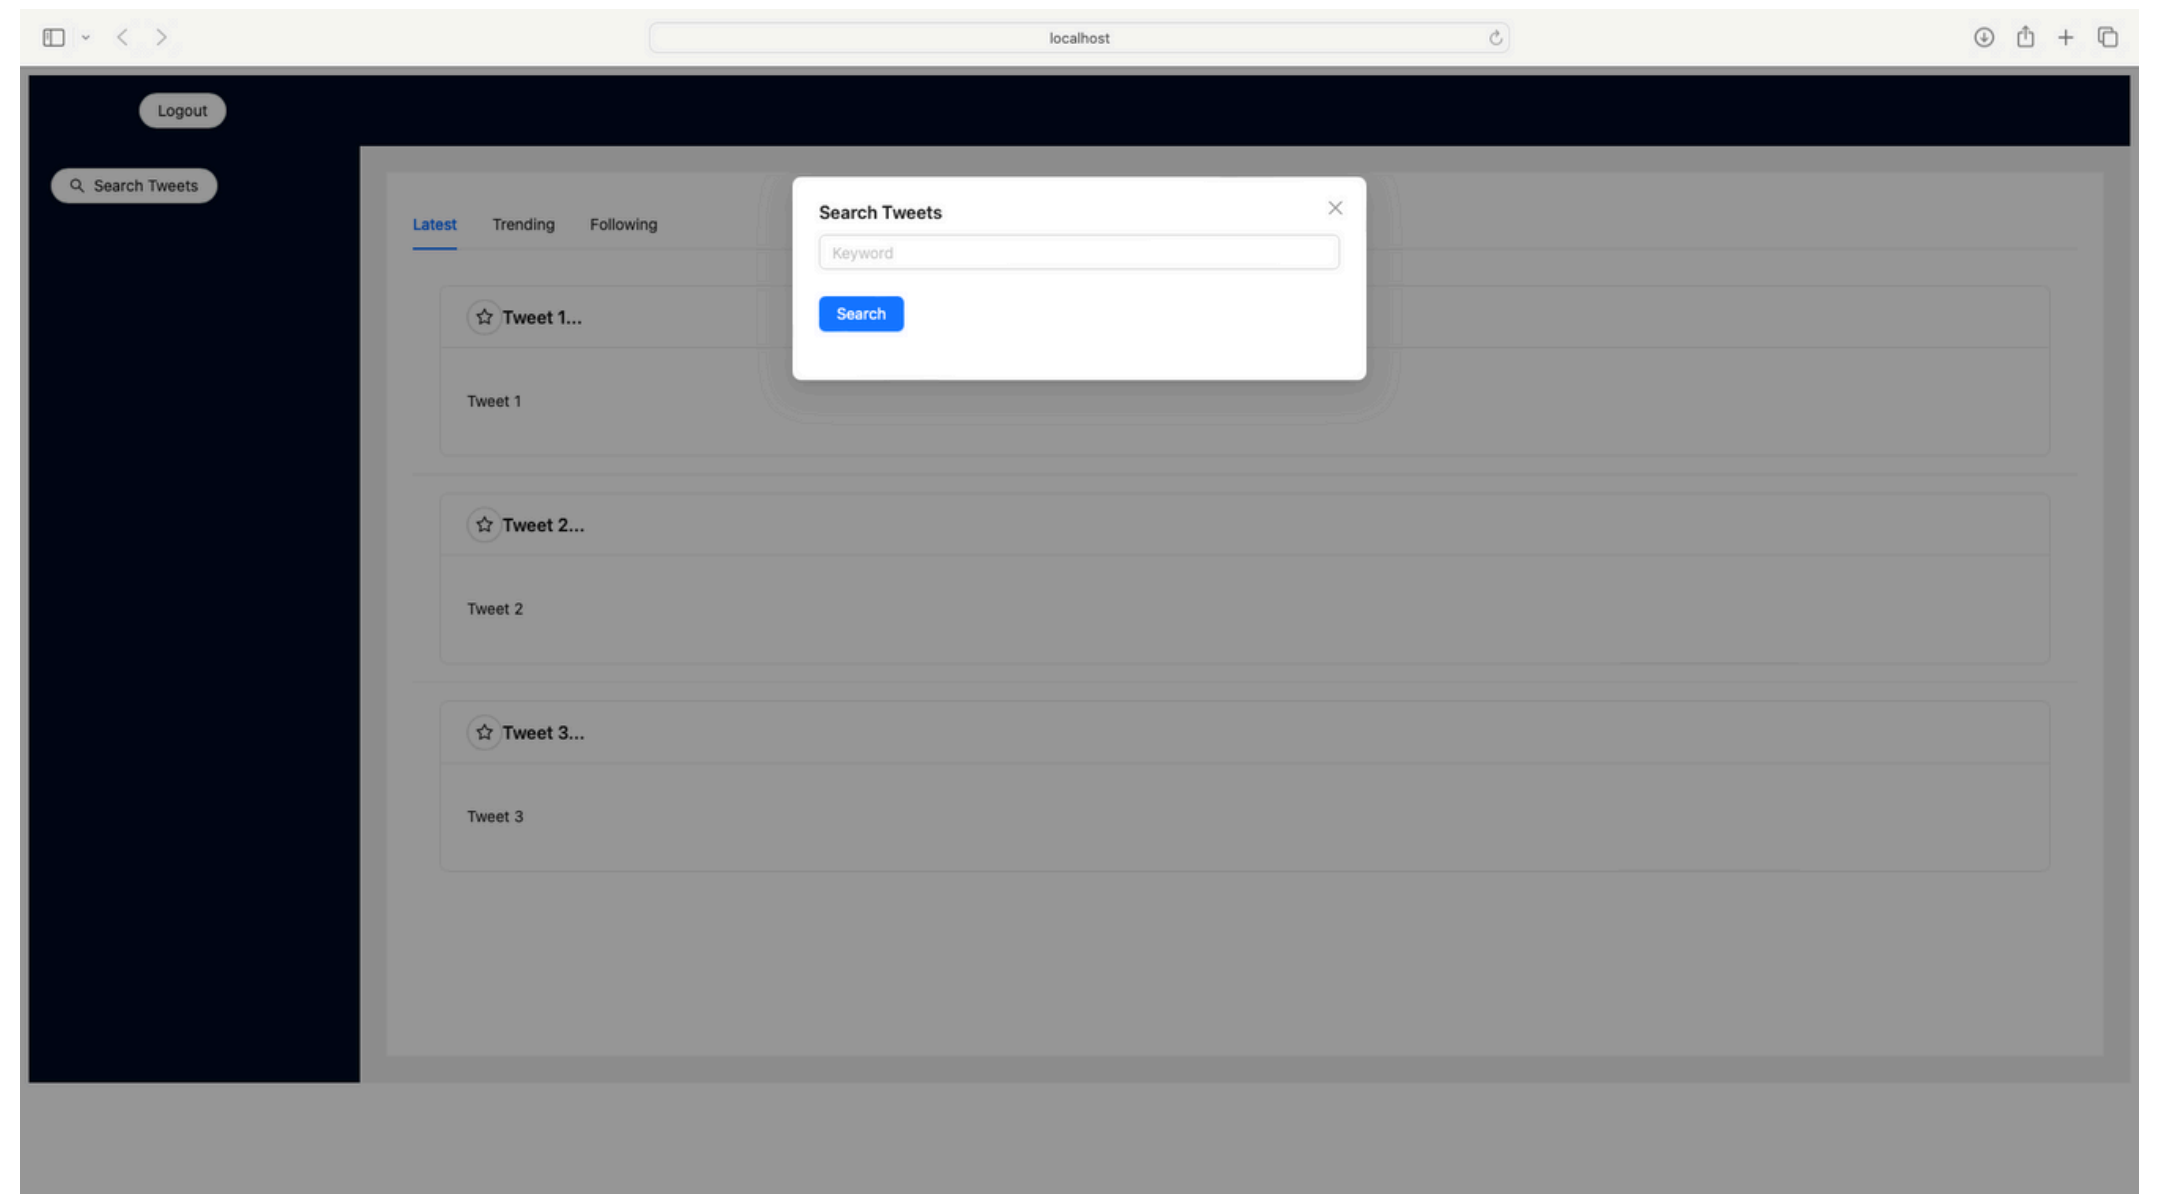 localhost
Logout
Search Tweets
Latest Trending Following
Search Tweets
Keyword
Search
Tweet 1...
Tweet 1
Tweet 2...
Tweet 2
Tweet 3...
Tweet 3